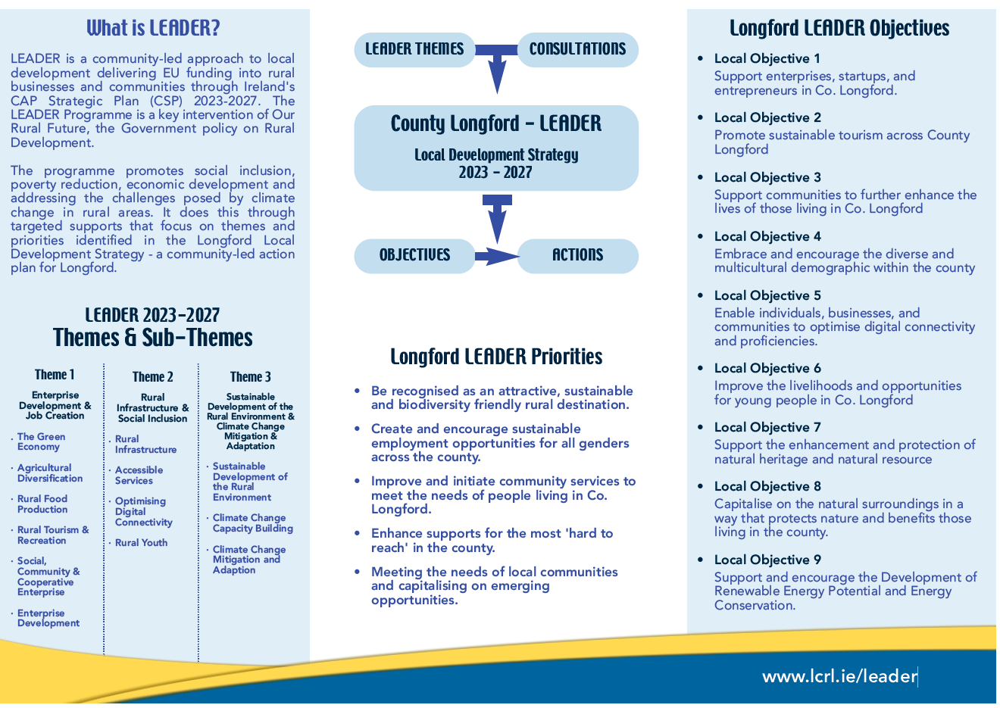 What is LEADER?
LEADER is a community-led approach to local
development delivering EU funding into rural
businesses and communities through Ireland's
CAP Strategic Plan (CSP) 2023-2027. The
LEADER Programme is a key intervention of Our
Rural Future, the Government policy on Rural
Development.
The programme promotes social inclusion,
poverty reduction, economic development and
addressing the challenges posed by climate
change in rural areas. It does this through
targeted supports that focus on themes and
priorities identified in the Longford Local
Development Strategy - a community-led action
plan for Longford.
LEADER 2023-2027
Themes & Sub-Themes
Theme 1
Enterprise
Development &
Job Creation
· The Green
Economy
· Agricultural
Diversification
· Rural Food
Production
· Rural Tourism &
Recreation
· Social,
Community &
Cooperative
Enterprise
· Enterprise
Development
Theme 2
Rural
Infrastructure &
Social Inclusion
· Rural
Infrastructure
· Accessible
Services
· Optimising
Digital
Connectivity
· Rural Youth
Theme 3
Sustainable
Development of the
Rural Environment &
Climate Change
Mitigation &
Adaptation
· Sustainable
Development of
the Rural
Environment
· Climate Change
Capacity Building
· Climate Change
Mitigation and
Adaption
LEADER THEMES
CONSULTATIONS
County Longford - LEADER
Local Development Strategy
2023 - 2027
OBJECTIVES
ACTIONS
Longford LEADER Priorities
• Be recognised as an attractive, sustainable
and biodiversity friendly rural destination.
• Create and encourage sustainable
employment opportunities for all genders
across the county.
• Improve and initiate community services to
meet the needs of people living in Co.
Longford.
• Enhance supports for the most 'hard to
reach' in the county.
• Meeting the needs of local communities
and capitalising on emerging
opportunities.
Longford LEADER Objectives
• Local Objective 1
Support enterprises, startups, and
entrepreneurs in Co. Longford.
• Local Objective 2
Promote sustainable tourism across County
Longford
• Local Objective 3
Support communities to further enhance the
lives of those living in Co. Longford
• Local Objective 4
Embrace and encourage the diverse and
multicultural demographic within the county
• Local Objective 5
Enable individuals, businesses, and
communities to optimise digital connectivity
and proficiencies.
• Local Objective 6
Improve the livelihoods and opportunities
for young people in Co. Longford
• Local Objective 7
Support the enhancement and protection of
natural heritage and natural resource
• Local Objective 8
Capitalise on the natural surroundings in a
way that protects nature and benefits those
living in the county.
• Local Objective 9
Support and encourage the Development of
Renewable Energy Potential and Energy
Conservation.
www.lcrl.ie/leader